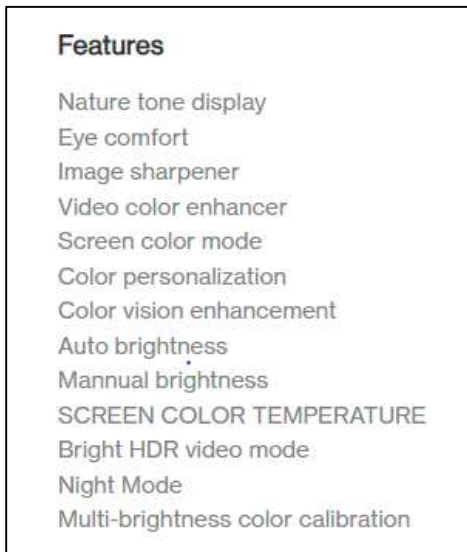 Features
Nature tone display
Eye comfort
Image sharpener
Video color enhancer
Screen color mode
Color personalization
Color vision enhancement
Auto brightness
Mannual brightness
SCREEN COLOR TEMPERATURE
Bright HDR video mode
Night Mode
Multi-brightness color calibration